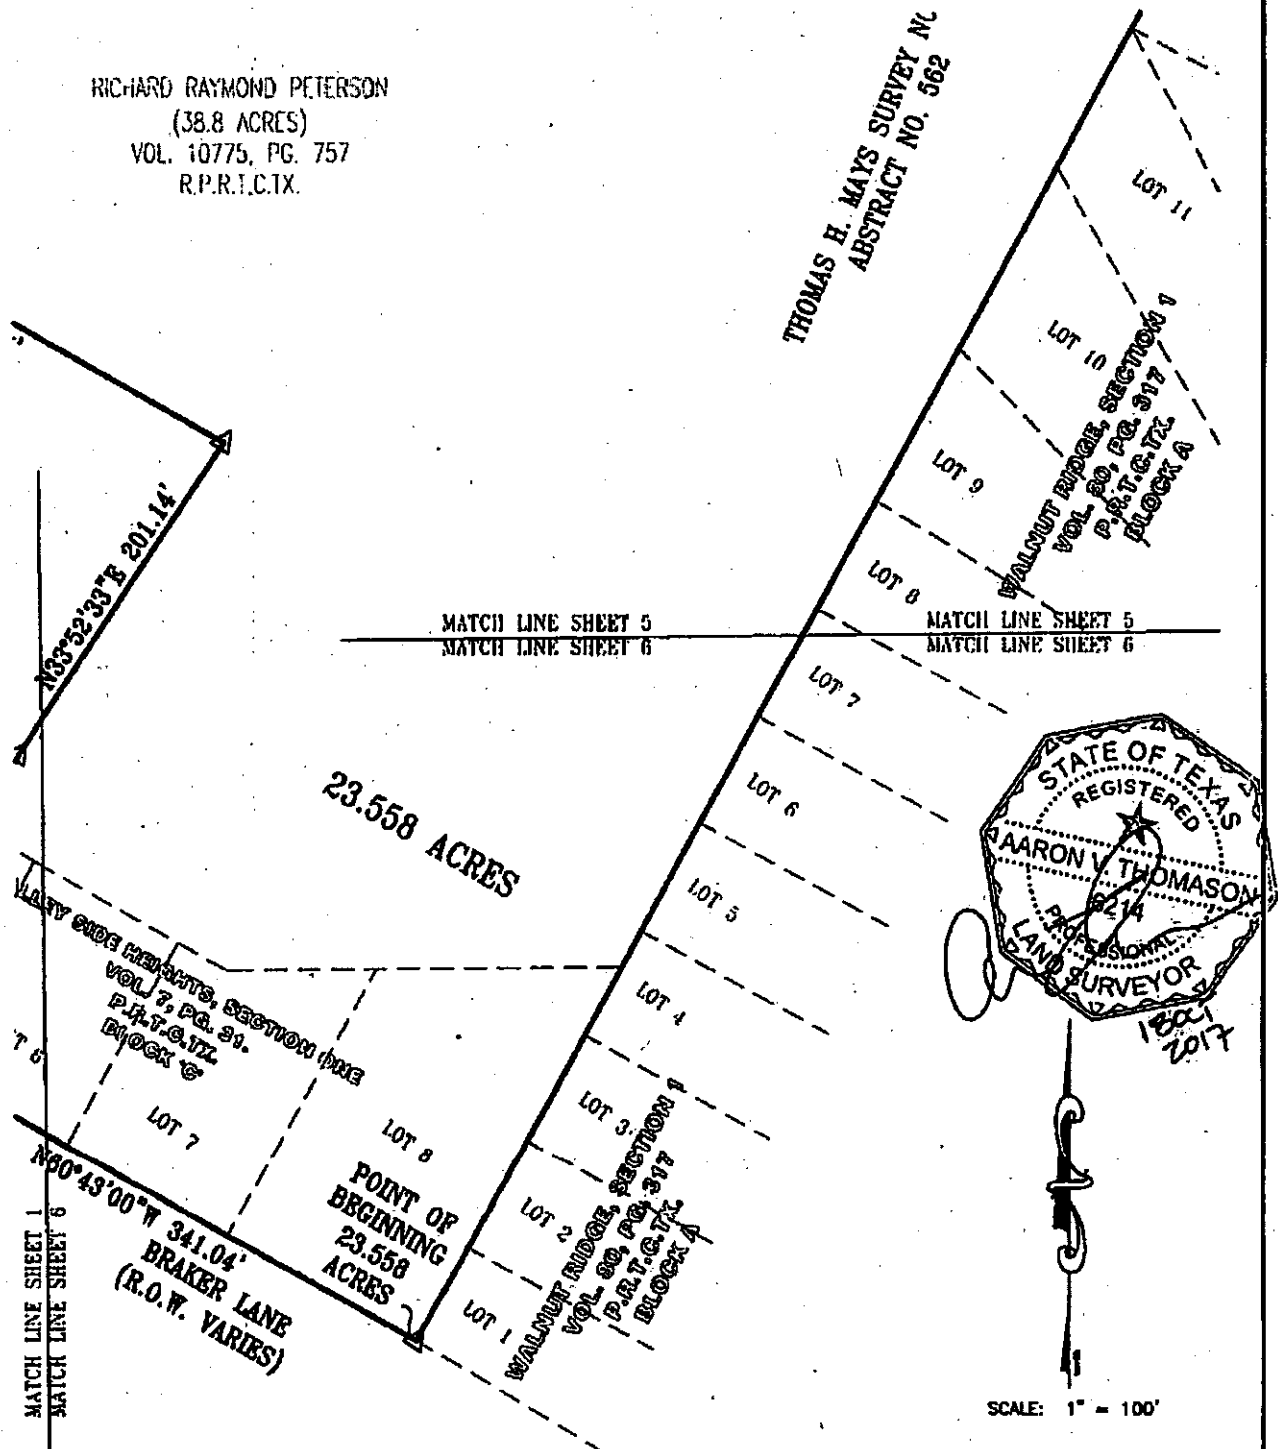 RICHARD RAYMOND PETERSON
(38.8 ACRES)
VOL. 10775, PG. 757
R.P.R.T.C.TX.
THOMAS H. MAYS SURVEY
ABSTRACT NO. 562
LOT 11
LOT 10
WALNUT RIDGE, SECTION 1
VOL. 80, PG. 317
P.R.T.C.TX.
BLOCK A
LOT 9
LOT 8
N33°52'33"E 201.14'
MATCH LINE SHEET 5
MATCH LINE SHEET 6
MATCH LINE SHEET 5
MATCH LINE SHEET 6
LOT 7
LOT 6
23.558 ACRES
LOT 5
STATE OF TEXAS
REGISTERED
AARON V. THOMASON
6214
PROFESSIONAL
LAND SURVEYOR
18 OCT
2017
LOT 4
SIDE HEIGHTS, SECTION ONE
VOL. 7, PG. 31.
P.R.T.C.TX.
BLOCK 'C'
LOT 7
LOT 8
LOT 3
LOT 2
LOT 1
WALNUT RIDGE, SECTION 1
VOL. 80, PG. 317
P.R.T.C.TX.
BLOCK A
POINT OF
BEGINNING
23.558
ACRES
N60°43'00"W 341.04'
BRAKER LANE
(R.O.W. VARIES)
MATCH LINE SHEET 1
MATCH LINE SHEET 6
SCALE: 1" = 100'